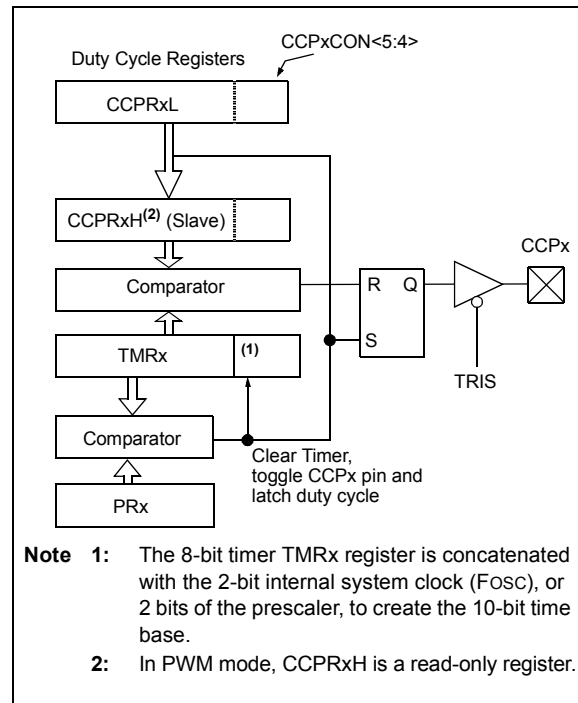 CCPxCON<5:4>
Duty Cycle Registers
CCPRxL
CCPRxH(2) (Slave)
CCPx
Comparator
R Q
TMRx (1)
S
TRIS
Comparator
Clear Timer,
toggle CCPx pin and
latch duty cycle
PRx
Note 1: The 8-bit timer TMRx register is concatenated
with the 2-bit internal system clock (FOSC), or
2 bits of the prescaler, to create the 10-bit time
base.
2: In PWM mode, CCPRxH is a read-only register.